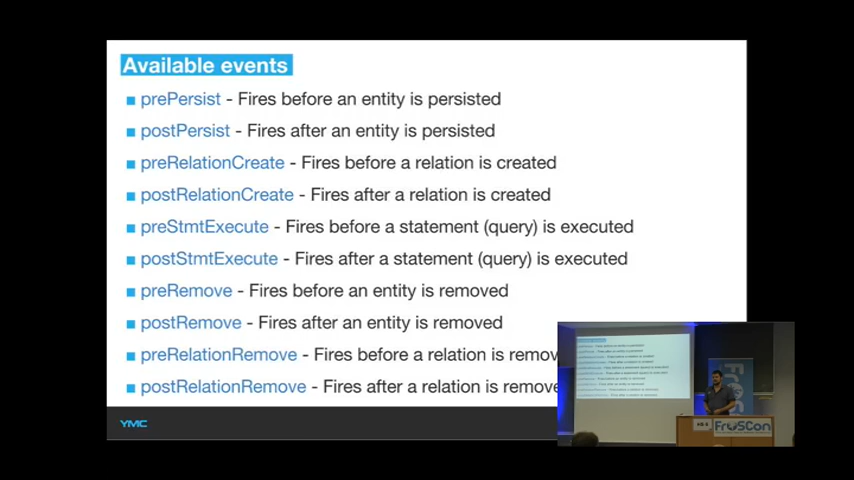 Available events
prePersist - Fires before an entity is persisted
postPersist - Fires after an entity is persisted
preRelationCreate - Fires before a relation is created
postRelationCreate - Fires after a relation is created
preStmtExecute - Fires before a statement (query) is executed
postStmtExecute - Fires after a statement (query) is executed
preRemove - Fires before an entity is removed
postRemove - Fires after an entity is removed
preRelationRemove - Fires before a relation is remov
postRelationRemove - Fires after a relation is remove
YMC
FrOSCon